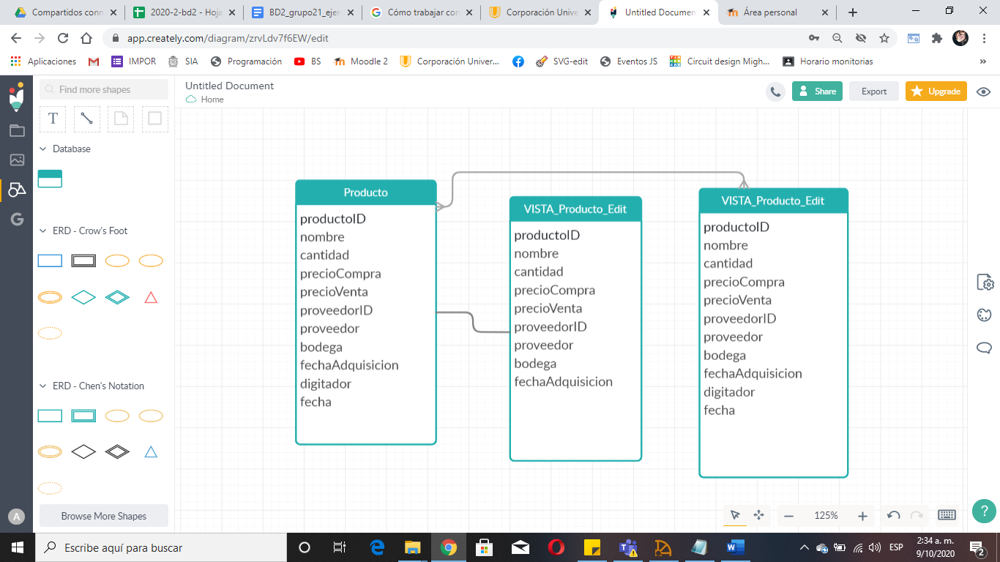 Compartidos conm
2020-2-bd2 - Hoja
BD2_grupo21_ejer
Cómo trabajar con
Corporación Unive
Untitled Documen
Área personal
app.creately.com/diagram/zrvLdv7f6EW/edit
Aplicaciones
IMPOR
SIA
Programación
BS
Moodle 2
Corporación Univer...
SVG-edit
Eventos JS
Circuit design Migh...
Horario monitorias
»
Find more shapes
T
Database
ERD - Crow's Foot
ERD - Chen's Notation
Browse More Shapes
A
Untitled Document
Home
Share
Export
Upgrade
Producto
productoID
nombre
cantidad
precioCompra
precioVenta
proveedorID
proveedor
bodega
fechaAdquisicion
digitador
fecha
VISTA_Producto_Edit
productoID
nombre
cantidad
precioCompra
precioVenta
proveedorID
proveedor
bodega
fechaAdquisicion
VISTA_Producto_Edit
productoID
nombre
cantidad
precioCompra
precioVenta
proveedorID
proveedor
bodega
fechaAdquisicion
digitador
fecha
125%
?
Escribe aquí para buscar
ESP
2:34 a. m.
9/10/2020
2